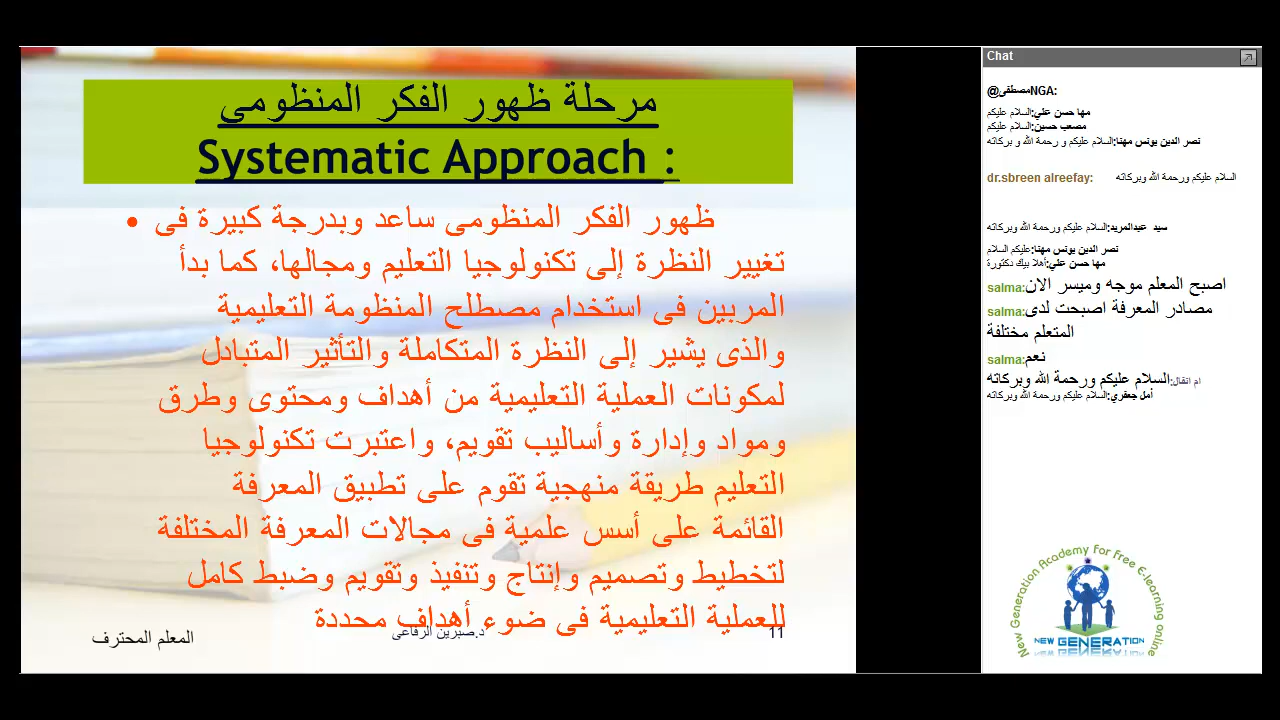 مرحلة ظهور الفكر المنظومى
Systematic Approach :
• ظهور الفكر المنظومى ساعد وبدرجة كبيرة فى
تغيير النظرة إلى تكنولوجيا التعليم ومجالها، كما بدأ
المربين فى استخدام مصطلح المنظومة التعليمية
والذى يشير إلى النظرة المتكاملة والتأثير المتبادل
لمكونات العملية التعليمية من أهداف ومحتوى وطرق
ومواد وإدارة وأساليب تقويم، واعتبرت تكنولوجيا
التعليم طريقة منهجية تقوم على تطبيق المعرفة
القائمة على أسس علمية فى مجالات المعرفة المختلفة
لتخطيط وتصميم وإنتاج وتنفيذ وتقويم وضبط كامل
للعملية التعليمية فى ضوء أهداف محددة
11
د.صبرين الرفاعى
المعلم المحترف
Chat
@مصطفىNGA:
مها حسن علي:السلام عليكم
مصعب حسين:السلام عليكم
نصر الدين يونس مهنا:السلام عليكم و رحمة الله و بركاته
dr.sbreen alreefay: السلام عليكم ورحمة الله وبركاته
سيد عبدالمريد:السلام عليكم ورحمة الله وبركاته
نصر الدين يونس مهنا:عليكم السلام
مها حسن علي:أهلا بيك دكتورة
salma:اصبح المعلم موجه وميسر الان
salma:مصادر المعرفة اصبحت لدى
المتعلم مختلفة
salma:نعم
ام انفال:السلام عليكم ورحمة الله وبركاته
أمل جعفري:السلام عليكم ورحمة الله وبركاته
New Generation Academy For Free E-learning online
NEW GENERATION